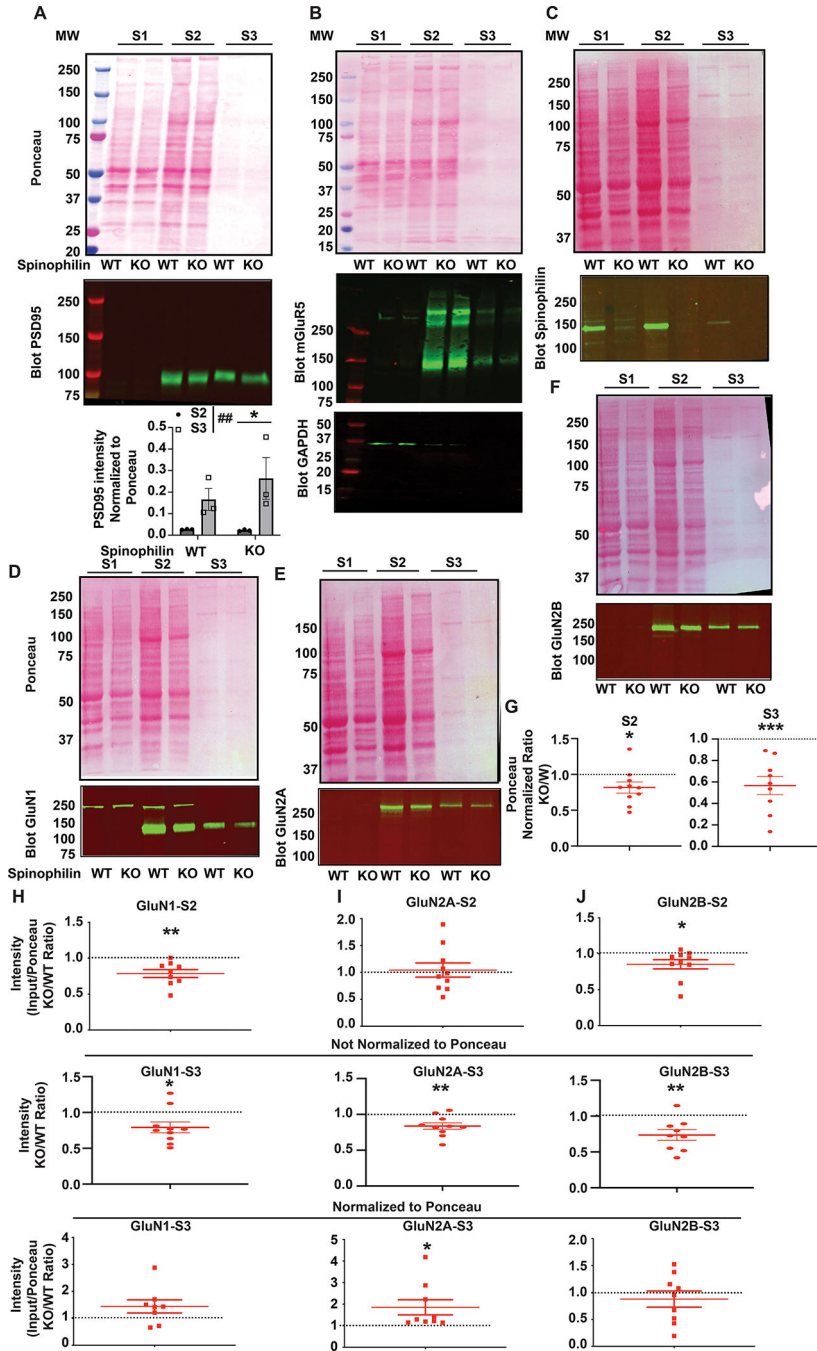 A
MW S1 S2 S3
Ponceau
250
150
100
75
50
37
25
20
Spinophilin WT KO WT KO WT KO
Blot PSD95
250
150
100
75
S2
S3
##
*
PSD95 intensity
Normalized to
Ponceau
0.5
0.4
0.3
0.2
0.1
0.0
Spinophilin WT KO
B
MW S1 S2 S3
250
150
100
75
50
37
25
20
15
WT KO WT KO WT KO
Blot mGluR5
250
150
100
75
Blot GAPDH
50
37
25
20
15
C
MW S1 S2 S3
250
150
100
75
50
37
WT KO WT KO WT KO
Blot Spinophilin
250
150
100
D
S1 S2 S3
Ponceau
250
150
100
75
50
37
Blot GluN1
250
150
100
75
Spinophilin WT KO WT KO WT KO
E
S1 S2 S3
250
150
100
75
50
37
Blot GluN2A
250
150
WT KO WT KO WT KO
F
S1 S2 S3
250
150
100
75
50
37
Blot GluN2B
250
150
100
WT KO WT KO WT KO
G
Ponceau
Normalized Ratio
KO/W)
S2
*
1.5
1.0
0.5
0.0
S3
***
1.0
0.8
0.6
0.4
0.2
0.0
H
GluN1-S2
**
Intensity
(Input/Ponceau
KO/WT Ratio)
1.5
1.0
0.5
0.0
I
GluN2A-S2
2.0
1.5
1.0
0.5
0.0
J
GluN2B-S2
*
1.5
1.0
0.5
0.0
Not Normalized to Ponceau
GluN1-S3
*
Intensity
KO/WT Ratio)
1.5
1.0
0.5
0.0
GluN2A-S3
**
1.5
1.0
0.5
0.0
GluN2B-S3
**
1.5
1.0
0.5
0.0
Normalized to Ponceau
GluN1-S3
Intensity
(Input/Ponceau
KO/WT Ratio)
4
3
2
1
0
GluN2A-S3
*
5
4
3
2
1
0
GluN2B-S3
2.0
1.5
1.0
0.5
0.0